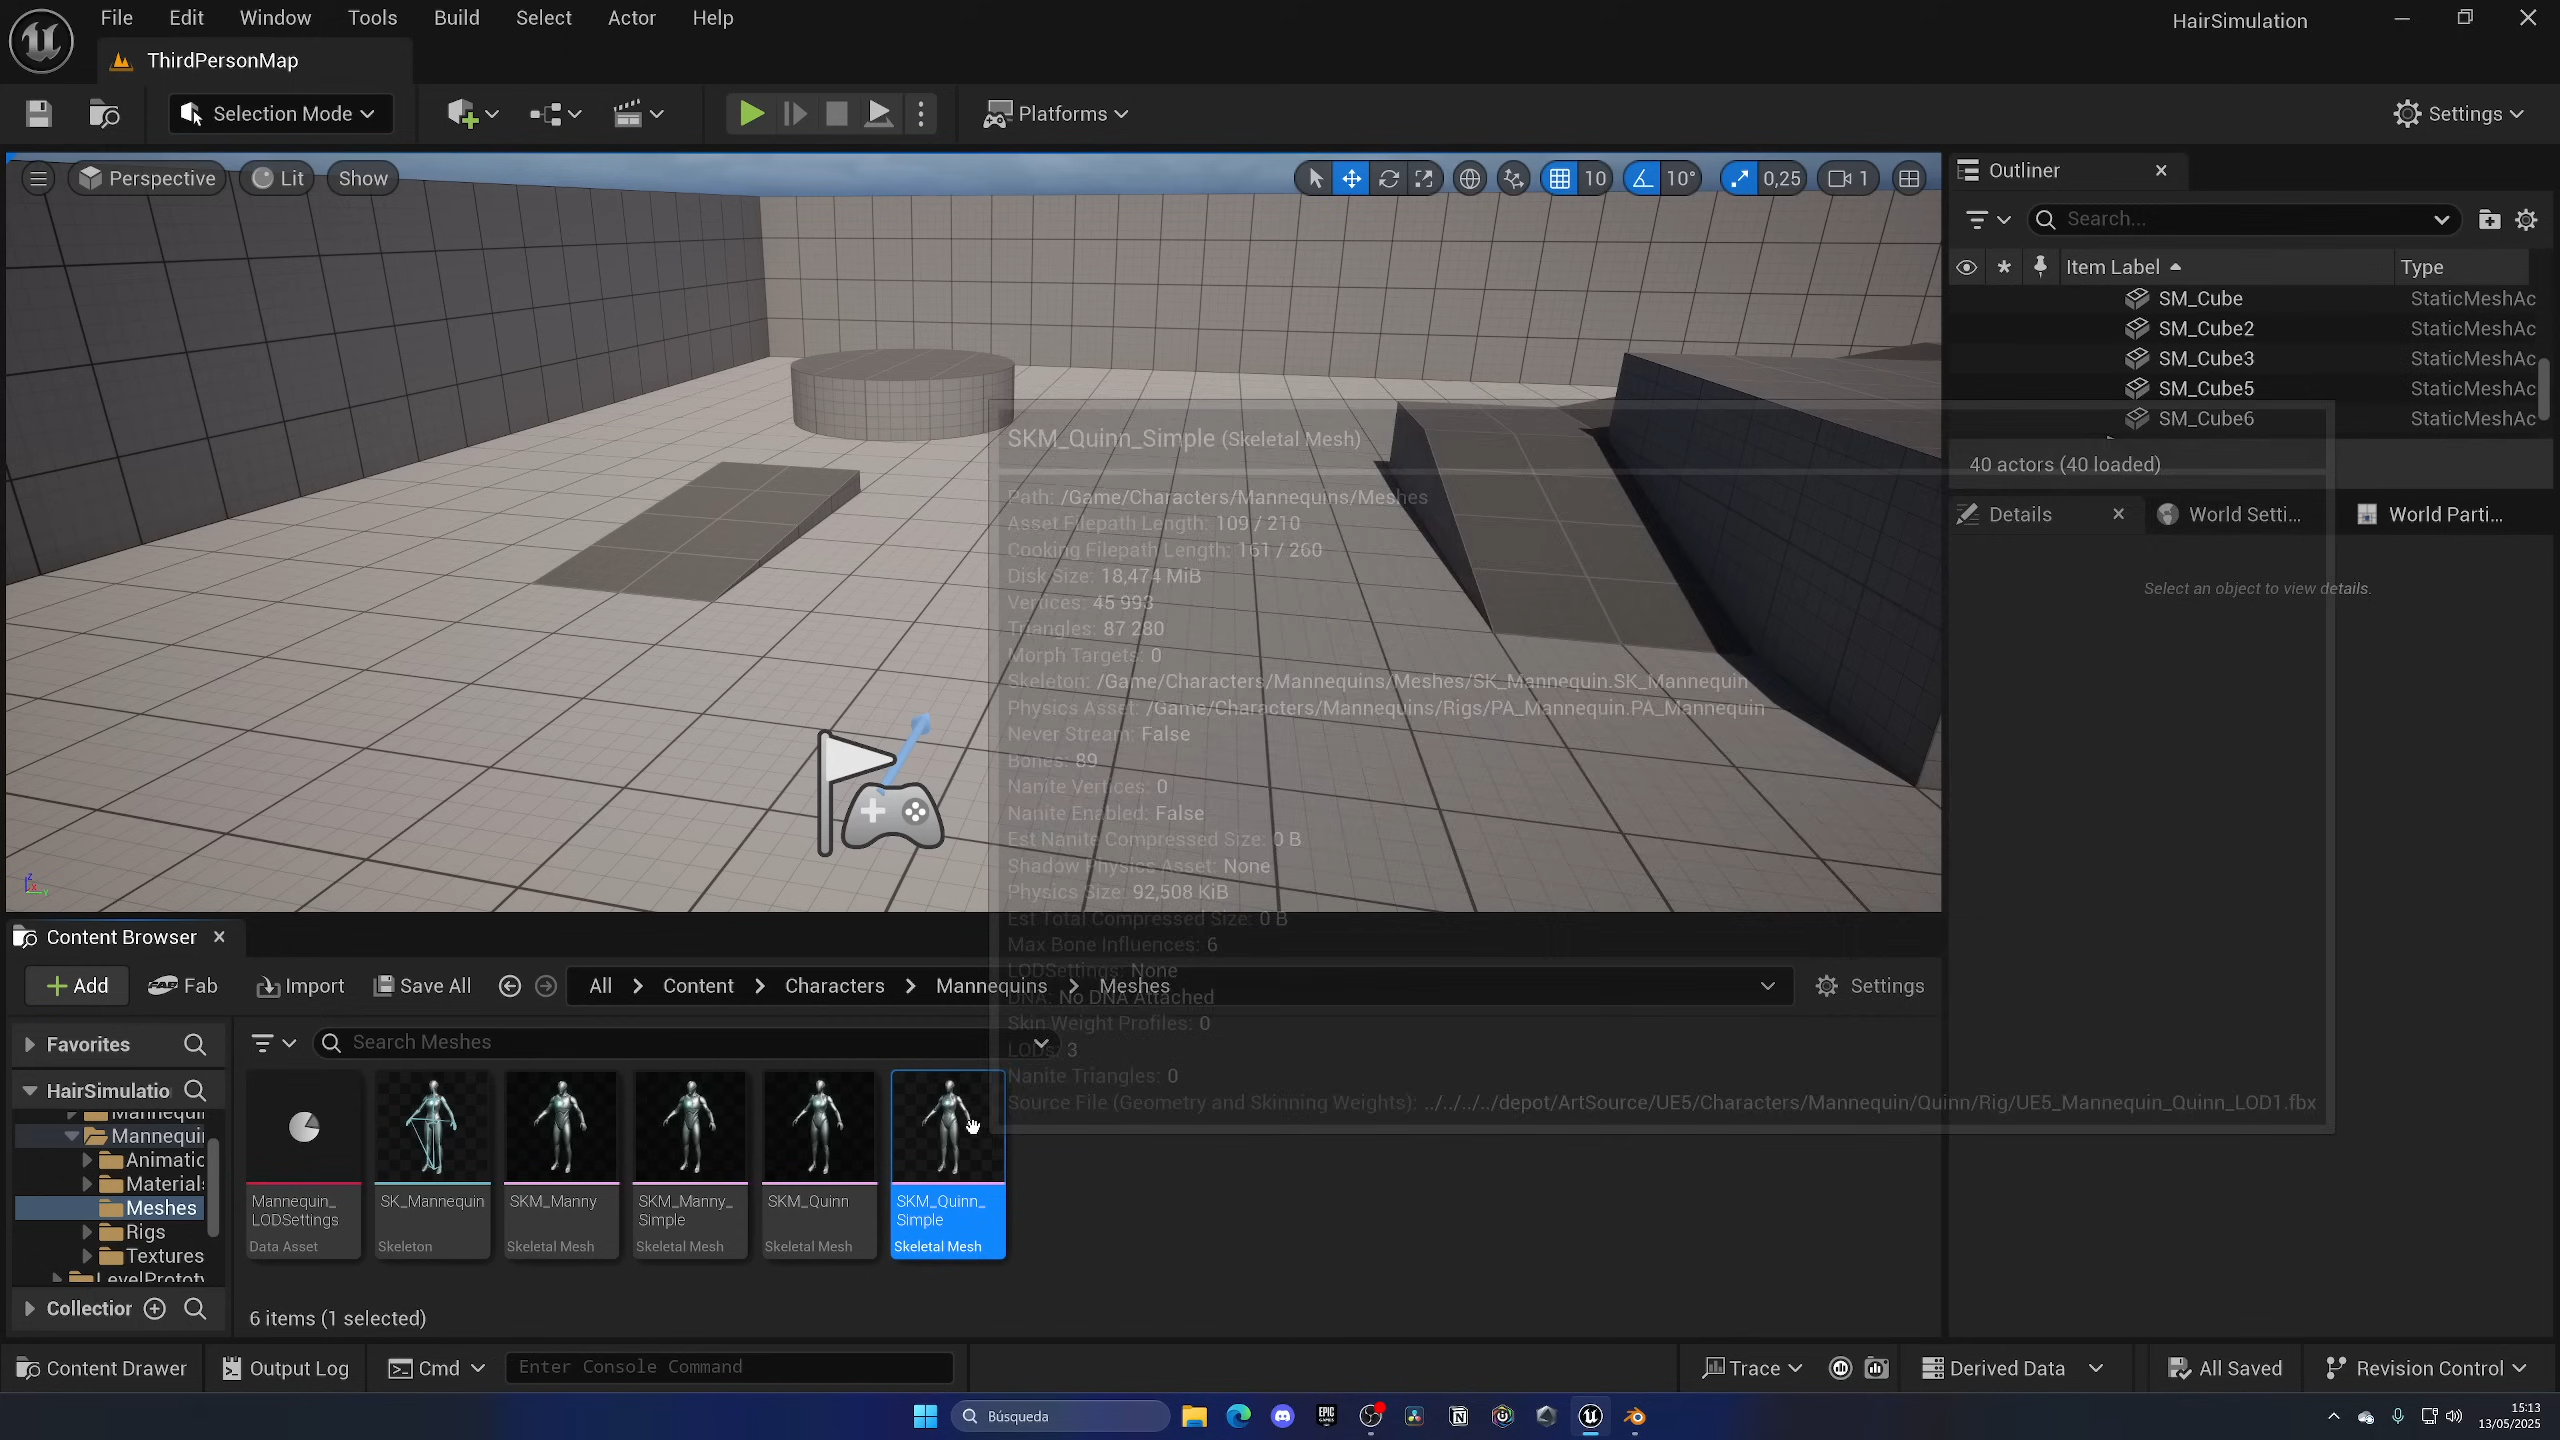 File Edit Window Tools Build Select Actor Help
HairSimulation
ThirdPersonMap
Selection Mode
Platforms
Settings
Perspective
Lit
Show
10
10°
0,25
1
Outliner
Search...
Item Label
Type
SM_Cube StaticMeshAc
SM_Cube2 StaticMeshAc
SM_Cube3 StaticMeshAc
SM_Cube5 StaticMeshAc
SM_Cube6 StaticMeshAc
40 actors (40 loaded)
Details
World Setti...
World Parti...
Select an object to view details.
SKM_Quinn_Simple (Skeletal Mesh)
Path: /Game/Characters/Mannequins/Meshes
Asset Filepath Length: 109 / 210
Cooking Filepath Length: 161 / 260
Disk Size: 18,474 MiB
Vertices: 45 993
Triangles: 87 280
Morph Targets: 0
Skeleton: /Game/Characters/Mannequins/Meshes/SK_Mannequin.SK_Mannequin
Physics Asset: /Game/Characters/Mannequins/Rigs/PA_Mannequin.PA_Mannequin
Never Stream: False
Bones: 89
Nanite Vertices: 0
Nanite Enabled: False
Est Nanite Compressed Size: 0 B
Shadow Physics Asset: None
Physics Size: 92,508 KiB
Est Total Compressed Size: 0 B
Max Bone Influences: 6
LODSettings: None
DNA: No DNA Attached
Skin Weight Profiles: 0
LODs: 3
Nanite Triangles: 0
Source File (Geometry and Skinning Weights): ../../../../depot/ArtSource/UE5/Characters/Mannequin/Quinn/Rig/UE5_Mannequin_Quinn_LOD1.fbx
Content Browser
Add
Fab
Import
Save All
All > Content > Characters > Mannequins > Meshes
Settings
Favorites
HairSimulatio
Mannequi
Mannequi
Animatic
Material
Meshes
Rigs
Textures
LevelProtot
Collection
Search Meshes
Mannequin_
LODSettings
Data Asset
SK_Mannequin
Skeleton
SKM_Manny
Skeletal Mesh
SKM_Manny_
Simple
Skeletal Mesh
SKM_Quinn
Skeletal Mesh
SKM_Quinn_
Simple
Skeletal Mesh
6 items (1 selected)
Content Drawer
Output Log
Cmd
Enter Console Command
Trace
Derived Data
All Saved
Revision Control
Búsqueda
EPIC
GAMES
15:13
13/05/2025